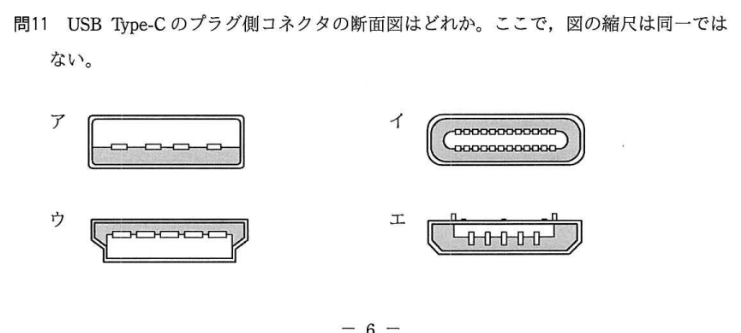 問11 USB Type-C のプラグ側コネクタの断面図はどれか。ここで，図の縮尺は同一では
ない。
ア
イ
ウ
エ
— 6 —